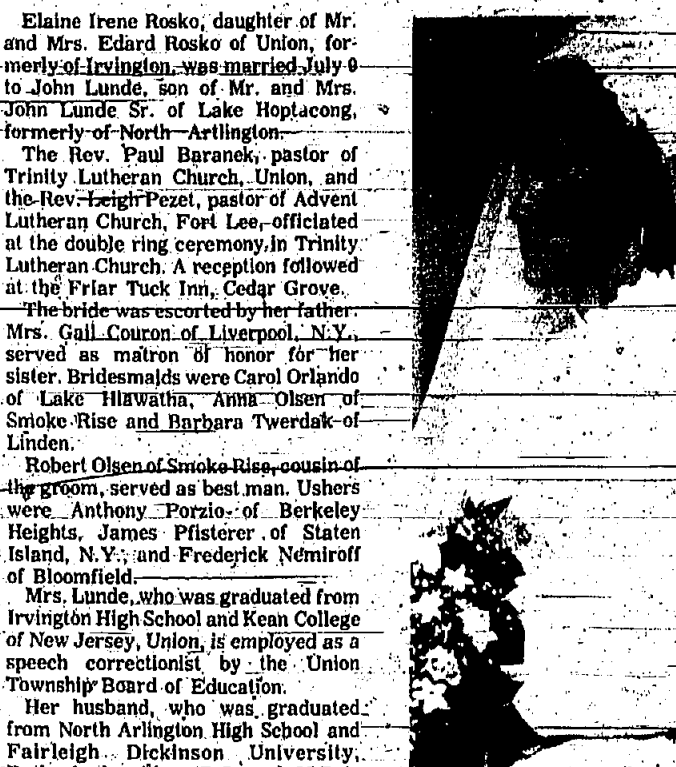 Elaine Irene Rosko, daughter of Mr.
and Mrs. Edard Rosko of Union, for-
merly of Irvington, was married July 9
to John Lunde, son of Mr. and Mrs.
John Lunde Sr. of Lake Hoptacong,
formerly of North Artlington.
The Rev. Paul Baranek, pastor of
Trinity Lutheran Church, Union, and
the Rev. Leigh Pezet, pastor of Advent
Lutheran Church, Fort Lee, officiated
at the double ring ceremony in Trinity
Lutheran Church. A reception followed
at the Friar Tuck Inn, Cedar Grove.
The bride was escorted by her father.
Mrs. Gail Couron of Liverpool, N.Y.,
served as matron of honor for her
sister. Bridesmaids were Carol Orlando
of Lake Hiawatha, Anna Olsen of
Smoke Rise and Barbara Twerdak of
Linden.
Robert Olsen of Smoke Rise, cousin of
the groom, served as best man. Ushers
were Anthony Porzio of Berkeley
Heights, James Pfisterer of Staten
Island, N.Y., and Frederick Nemiroff
of Bloomfield.
Mrs. Lunde, who was graduated from
Irvington High School and Kean College
of New Jersey, Union, is employed as a
speech correctionist by the Union
Township Board of Education.
Her husband, who was graduated
from North Arlington High School and
Fairleigh Dickinson University,